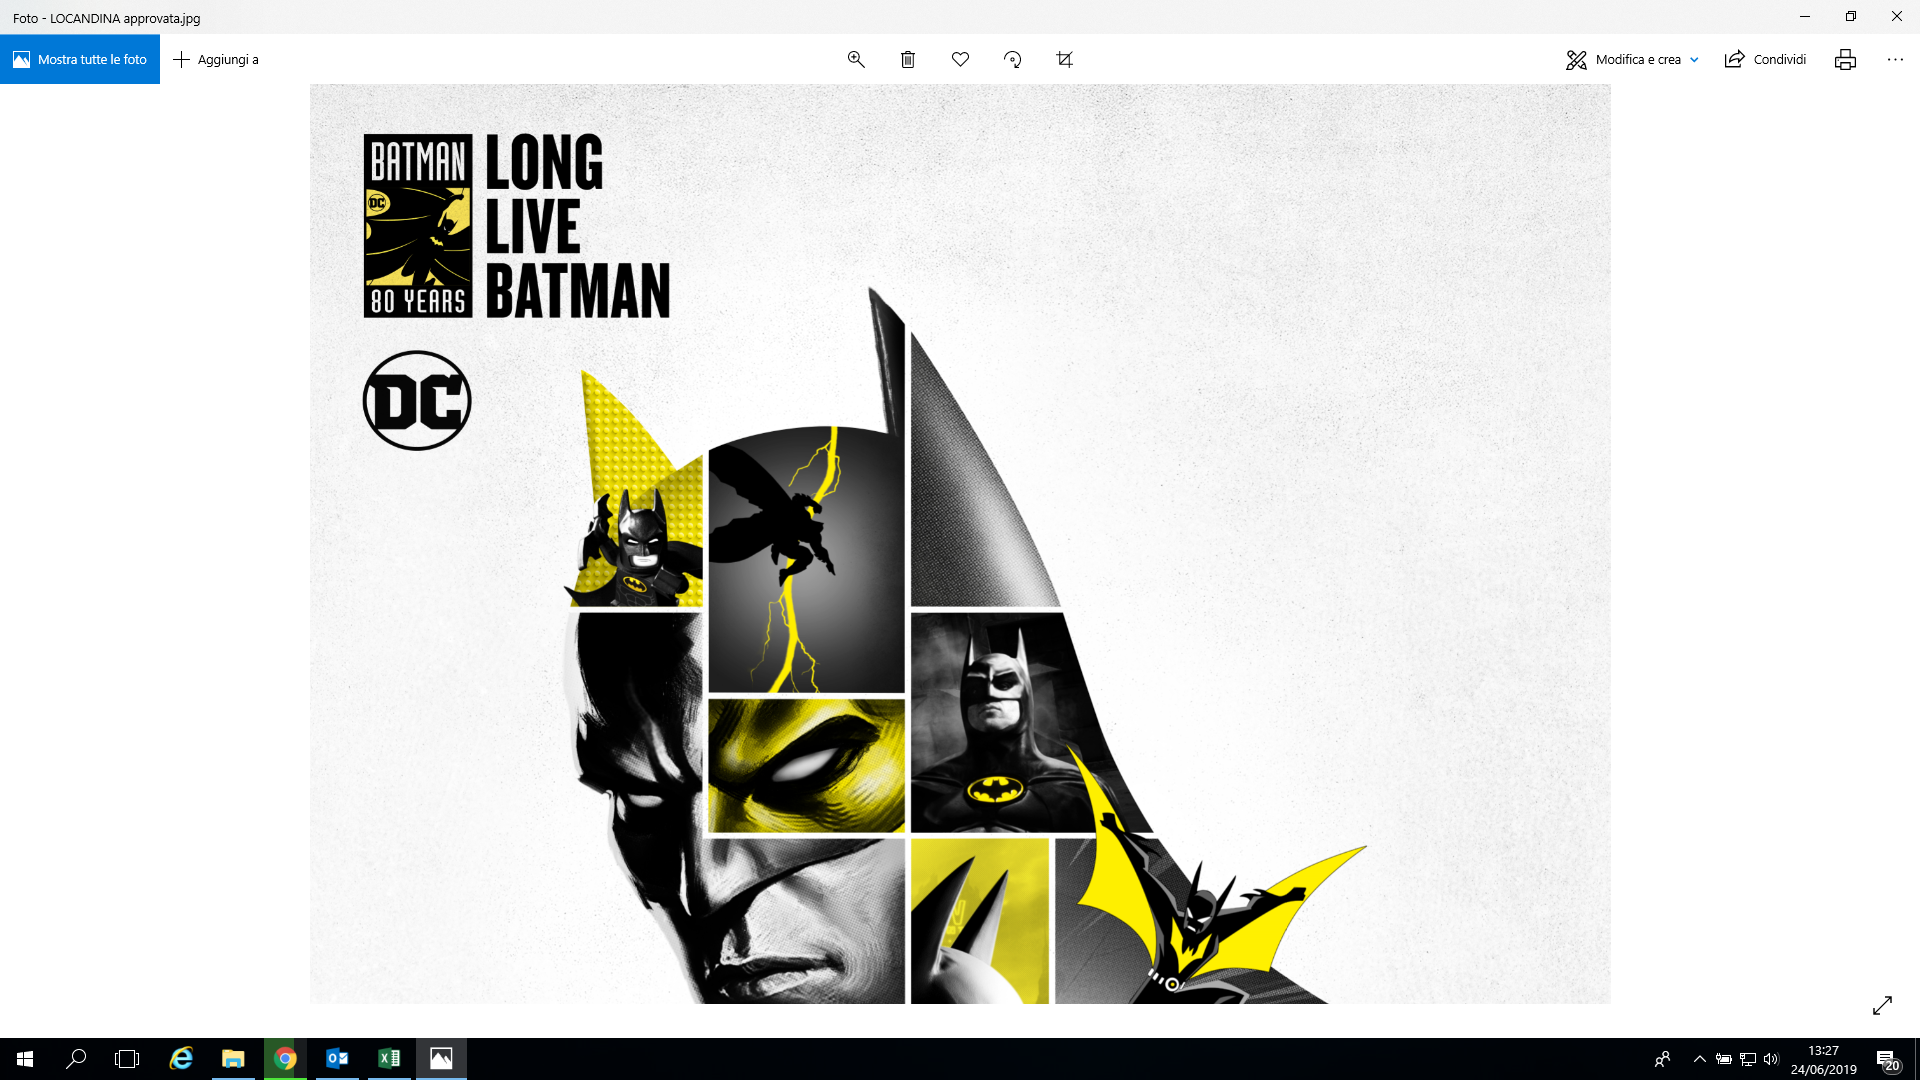 Foto - LOCANDINA approvata.jpg
Mostra tutte le foto
Aggiungi a
Modifica e crea
Condividi
BATMAN
DC
80 YEARS
LONG
LIVE
BATMAN
DC
13:27
24/06/2019
20